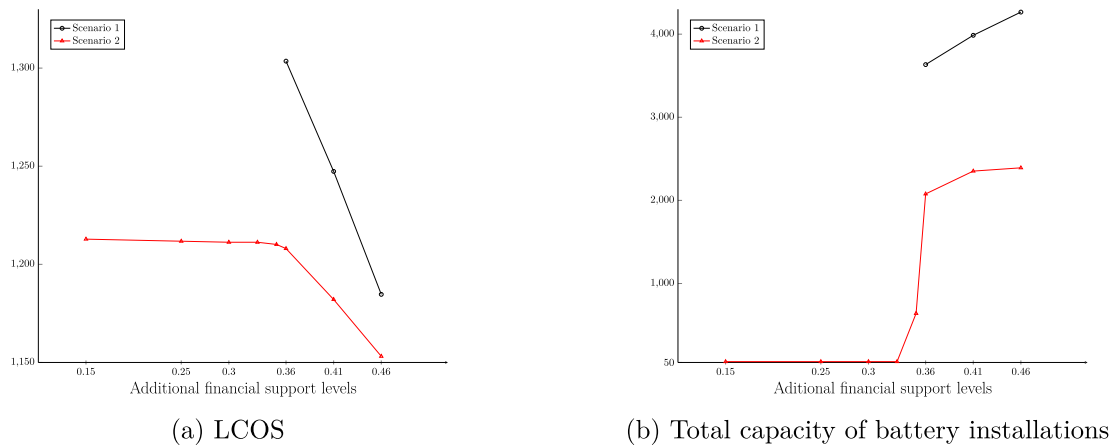 Scenario 1
Scenario 2
1,300
1,250
1,200
1,150
0.15 0.25 0.3 0.36 0.41 0.46
Additional financial support levels
(a) LCOS
Scenario 1
Scenario 2
4,000
3,000
2,000
1,000
50
0.15 0.25 0.3 0.36 0.41 0.46
Aditional financial support levels
(b) Total capacity of battery installations